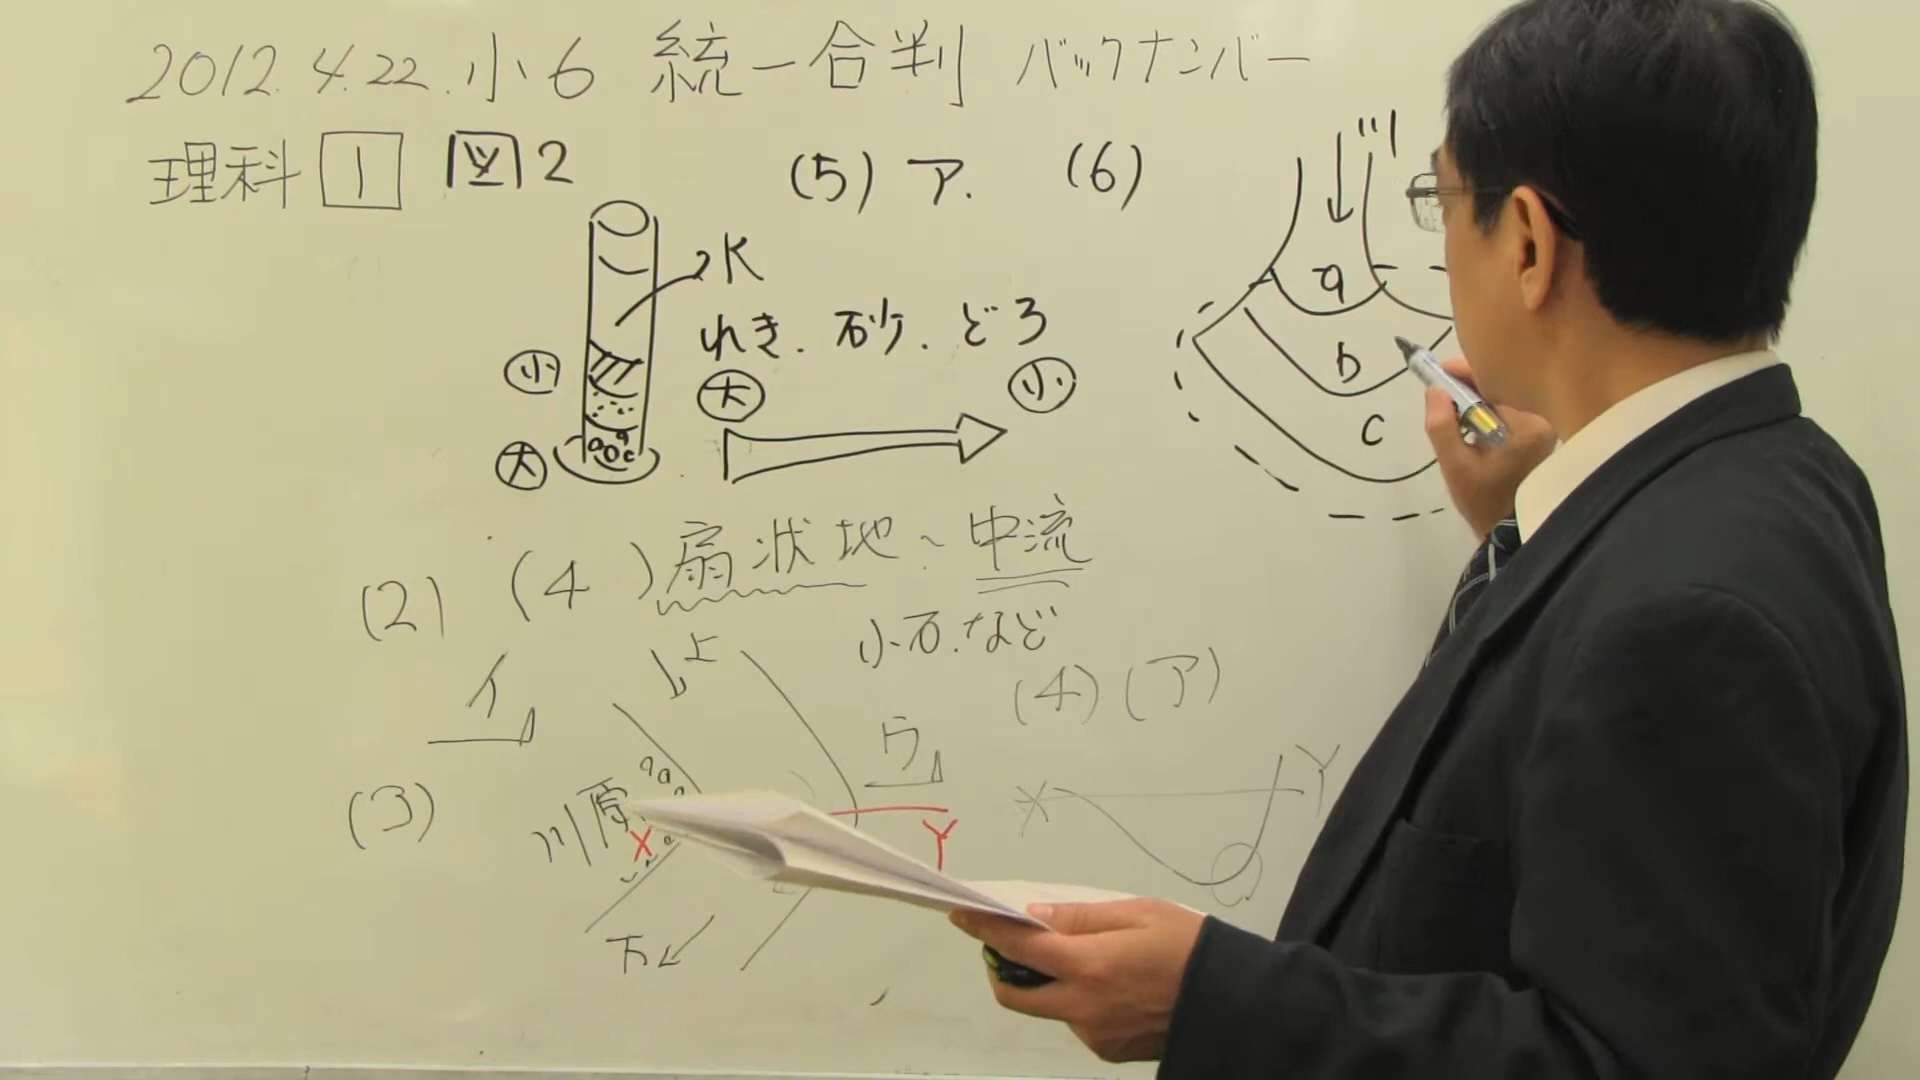 2012.4.22.小6 統一合判 バックナンバー
理科 1 図2
(5) ア. (6)
川
水
れき.砂.どろ
小
大
大
小
a
b
c
(2) イ
(4) 扇状地、中流
小石.など
上
ウ
(4) (ア)
(3)
川原
X
Y
X
Y
下